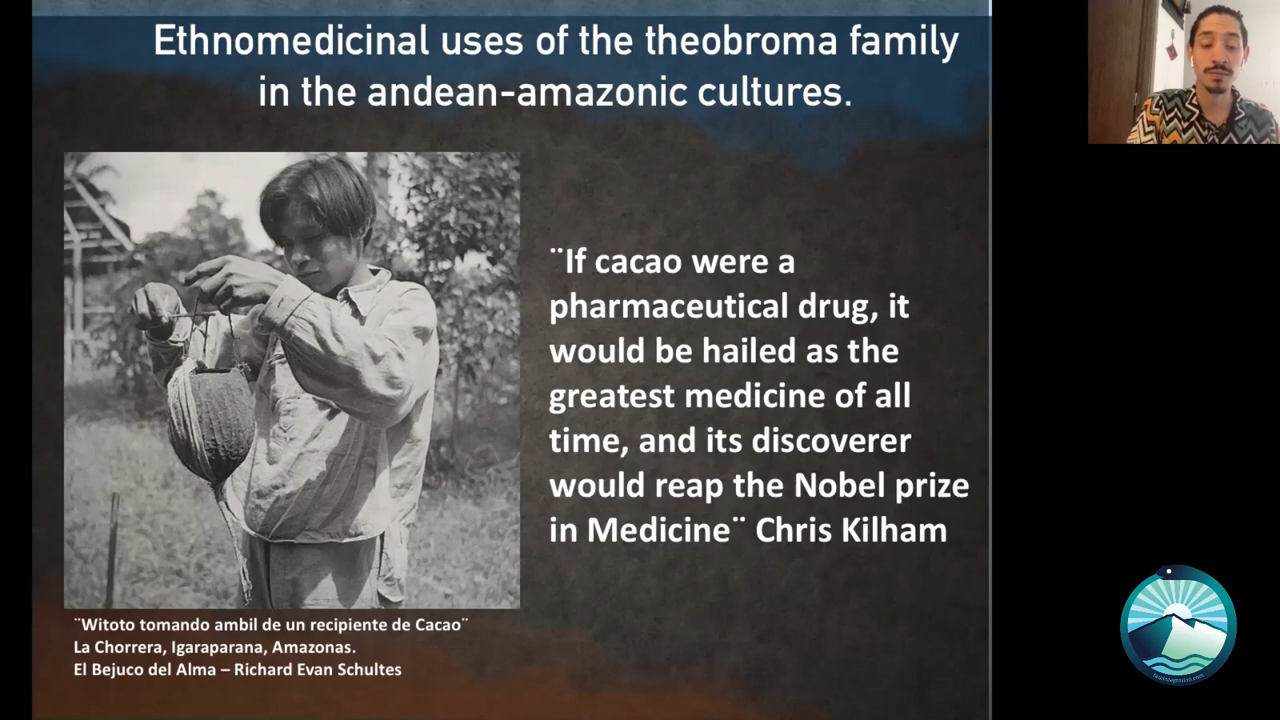 Ethnomedicinal uses of the theobroma family
in the andean-amazonic cultures.
¨If cacao were a
pharmaceutical drug, it
would be hailed as the
greatest medicine of all
time, and its discoverer
would reap the Nobel prize
in Medicine¨ Chris Kilham
¨Witoto tomando ambil de un recipiente de Cacao¨
La Chorrera, Igaraparana, Amazonas.
El Bejuco del Alma – Richard Evan Schultes